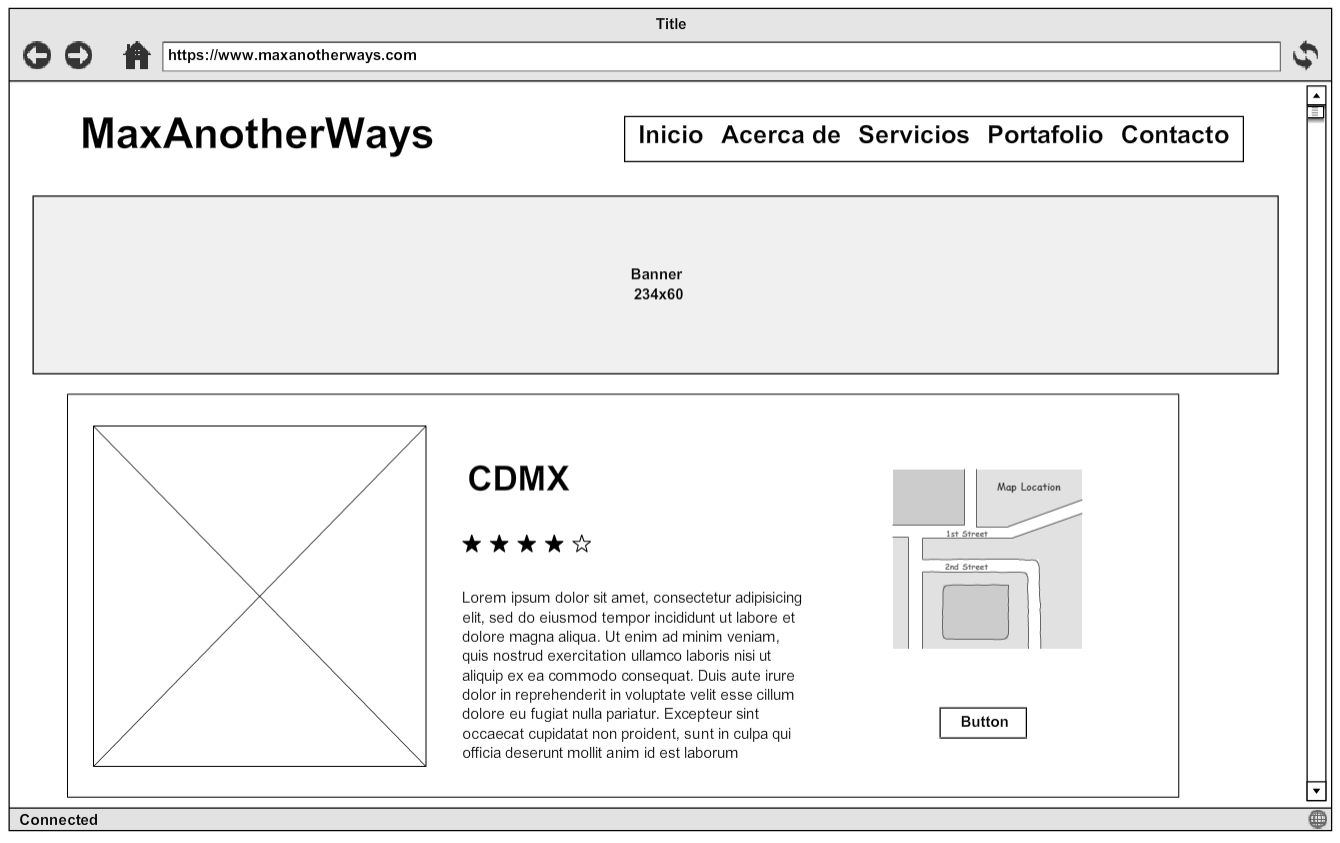 Title
https://www.maxanotherways.com
MaxAnotherWays
Inicio Acerca de Servicios Portafolio Contacto
Banner
234x60
CDMX
Lorem ipsum dolor sit amet, consectetur adipisicing
elit, sed do eiusmod tempor incididunt ut labore et
dolore magna aliqua. Ut enim ad minim veniam,
quis nostrud exercitation ullamco laboris nisi ut
aliquip ex ea commodo consequat. Duis aute irure
dolor in reprehenderit in voluptate velit esse cillum
dolore eu fugiat nulla pariatur. Excepteur sint
occaecat cupidatat non proident, sunt in culpa qui
officia deserunt mollit anim id est laborum
Map Location
1st Street
2nd Street
Button
Connected